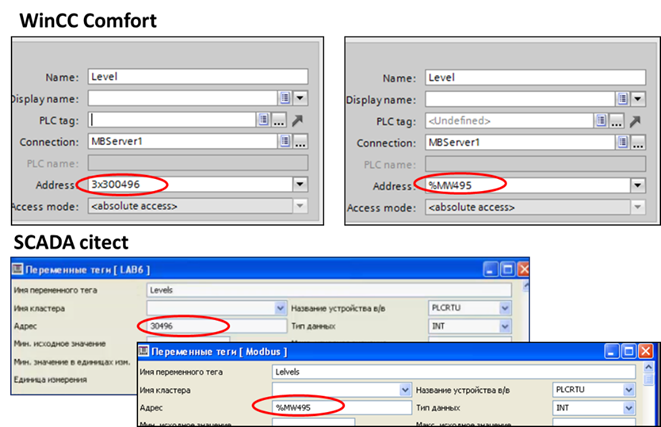 WinCC Comfort
Name: Level
Display name:
PLC tag:
Connection: MBServer1
PLC name:
Address: 3x300496
Access mode: <absolute access>
Name: Level
Display name:
PLC tag: <Undefined>
Connection: MBServer1
PLC name:
Address: %MW495
Access mode: <absolute access>
SCADA citect
Переменные теги [ LAB6 ]
Имя переменного тега Levels
Имя кластера Название устройства в/в PLCRTU
Адрес 30496 Тип данных INT
Мин. исходное значение
Мин. значение в единицах изм.
Единица измерения
Переменные теги [ Modbus ]
Имя переменного тега Lelvels
Имя кластера Название устройства в/в PLCRTU
Адрес %MW495 Тип данных INT
Мин. исходное значение Макс. исходное значение